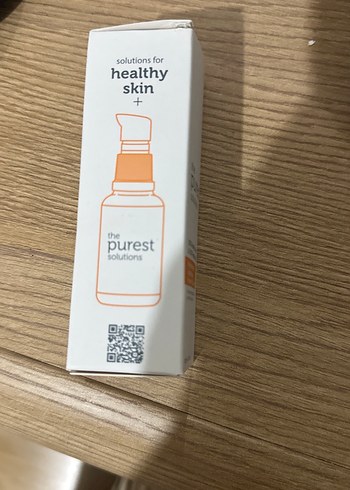 solutions for
healthy
skin
+
the
purest
solutions